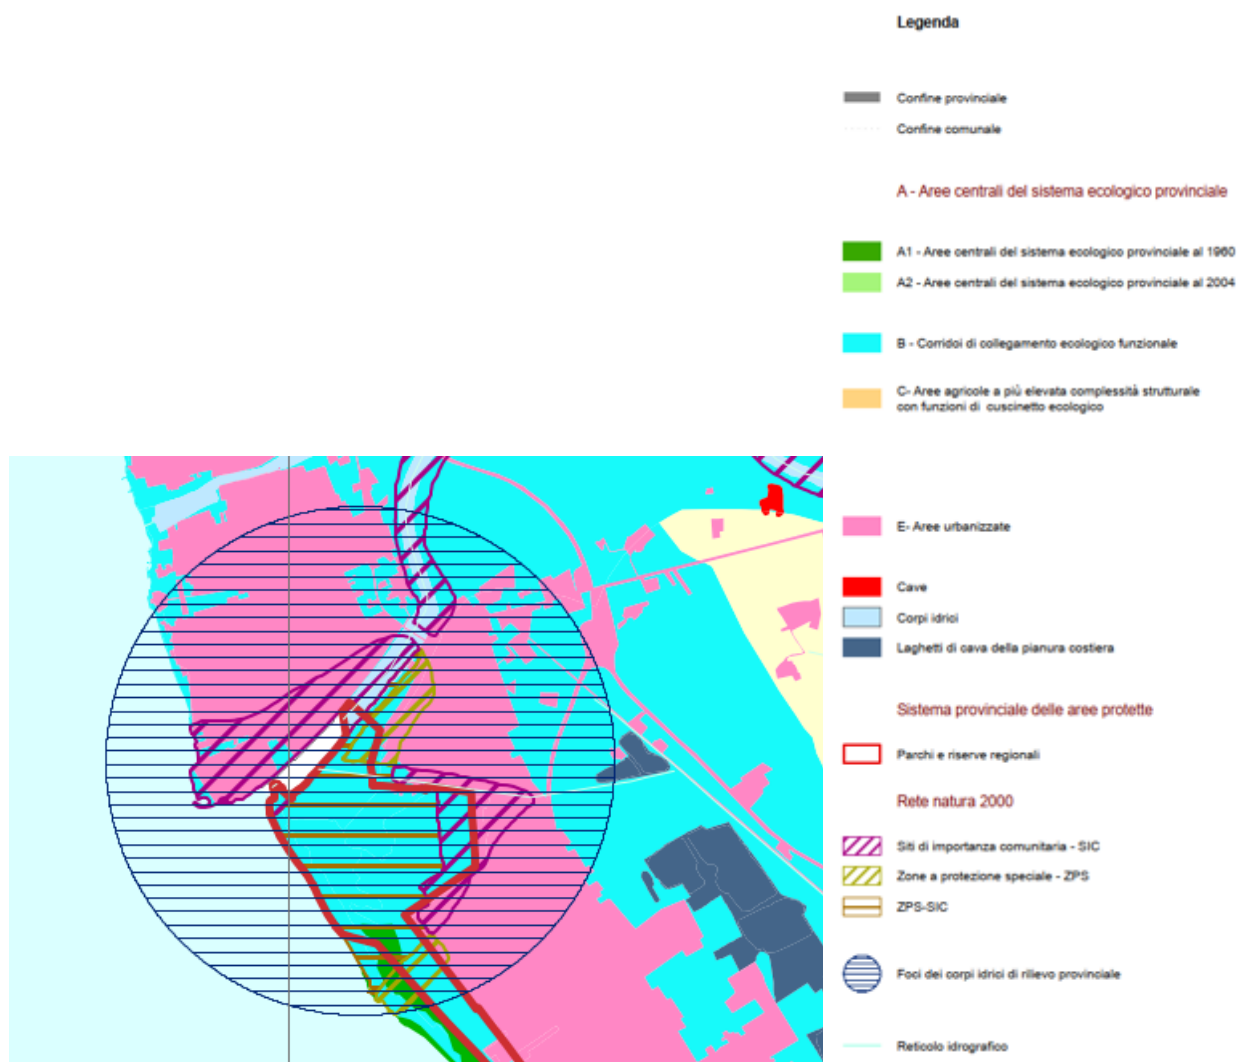 Legenda
Confine provinciale
Confine comunale
A - Aree centrali del sistema ecologico provinciale
A1 - Aree centrali del sistema ecologico provinciale al 1960
A2 - Aree centrali del sistema ecologico provinciale al 2004
B - Corridoi di collegamento ecologico funzionale
C- Aree agricole a più elevata complessità strutturale
con funzioni di cuscinetto ecologico
E- Aree urbanizzate
Cave
Corpi idrici
Laghetti di cava della pianura costiera
Sistema provinciale delle aree protette
Parchi e riserve regionali
Rete natura 2000
Siti di importanza comunitaria - SIC
Zone a protezione speciale - ZPS
ZPS-SIC
Foci dei corpi idrici di rilievo provinciale
Reticolo idrografico